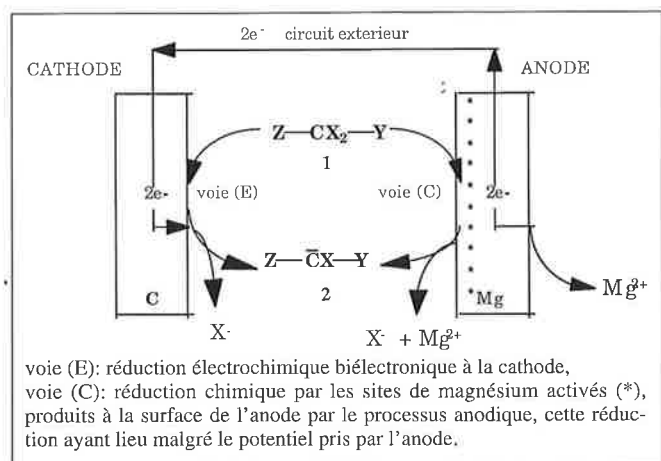 2e⁻ circuit exterieur
CATHODE ANODE
Z—CX₂—Y
1
2e- voie (E) voie (C) 2e-
Z—C̄X—Y
2
C Mg
Mg²⁺
X⁻ X⁻ + Mg²⁺
voie (E): réduction électrochimique biélectronique à la cathode,
voie (C): réduction chimique par les sites de magnésium activés (*),
produits à la surface de l'anode par le processus anodique, cette réduc-
tion ayant lieu malgré le potentiel pris par l'anode.